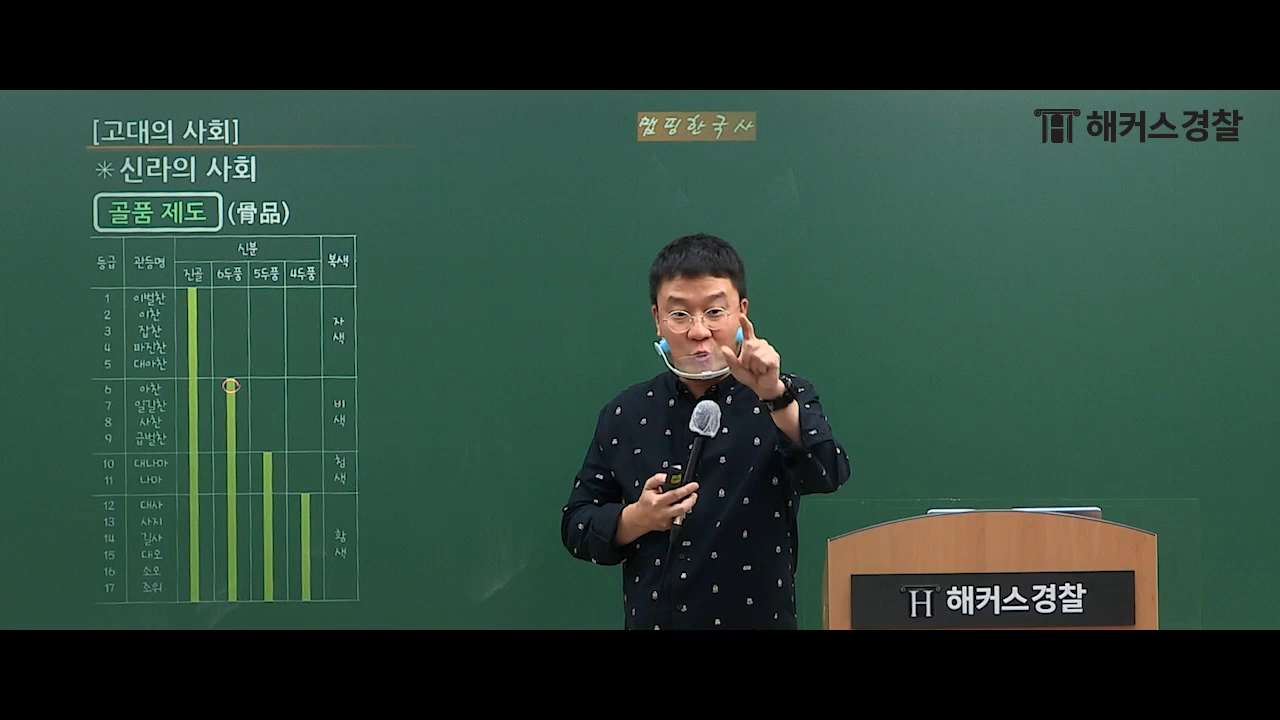 [고대의 사회]
맵핑한국사
해커스경찰
✳신라의 사회
골품 제도 (骨品)
등급 관등명 신분 복색
진골 6두품 5두품 4두품
1 이벌찬
2 이찬
3 잡찬
4 파진찬
5 대아찬
자색
6 아찬
7 일길찬
8 사찬
9 급벌찬
비색
10 대나마
11 나마
청색
12 대사
13 사지
14 길사
15 대오
16 소오
17 조위
황색
해커스경찰